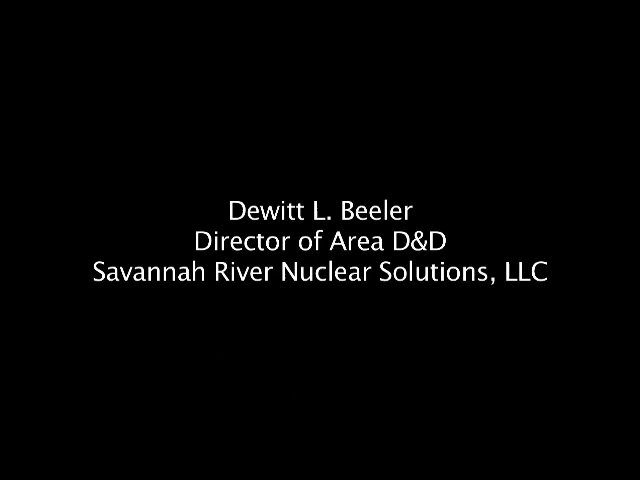 Dewitt L. Beeler
Director of Area D&D
Savannah River Nuclear Solutions, LLC